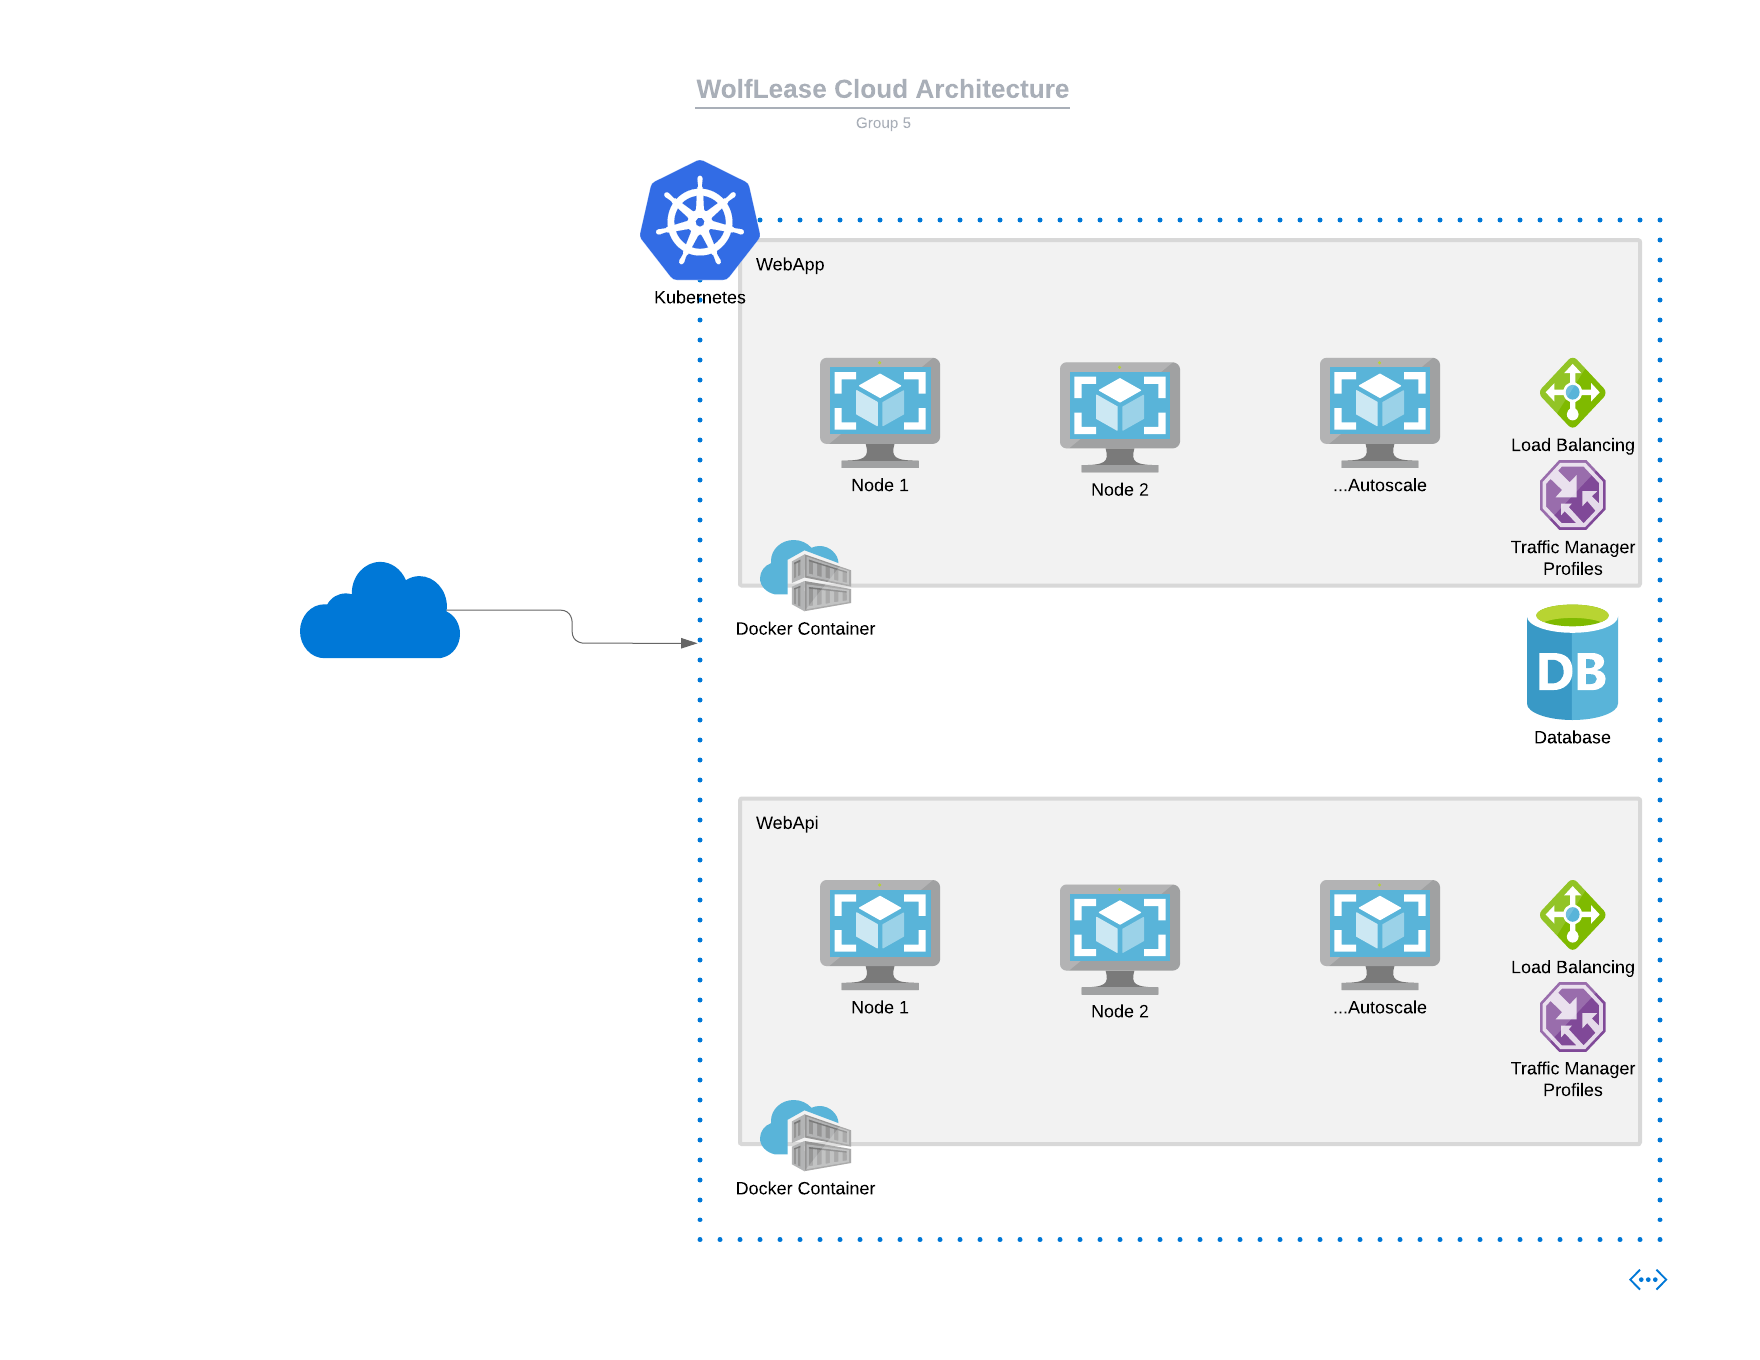 WolfLease Cloud Architecture
Group 5
Kubernetes
WebApp
Node 1
Node 2
...Autoscale
Load Balancing
Traffic Manager
Profiles
Docker Container
DB
Database
WebApi
Node 1
Node 2
...Autoscale
Load Balancing
Traffic Manager
Profiles
Docker Container